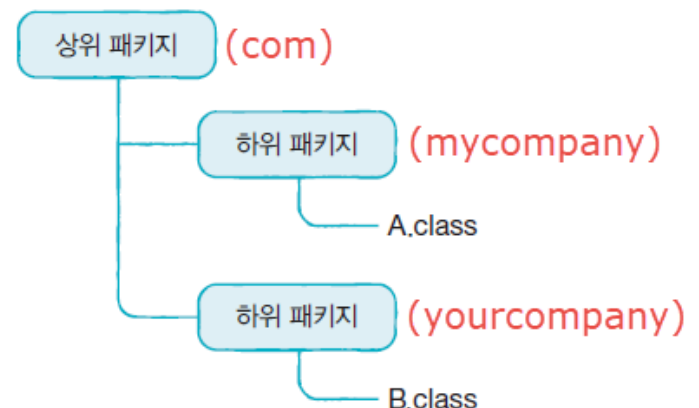 상위 패키지 (com)
하위 패키지 (mycompany)
A.class
하위 패키지 (yourcompany)
B.class